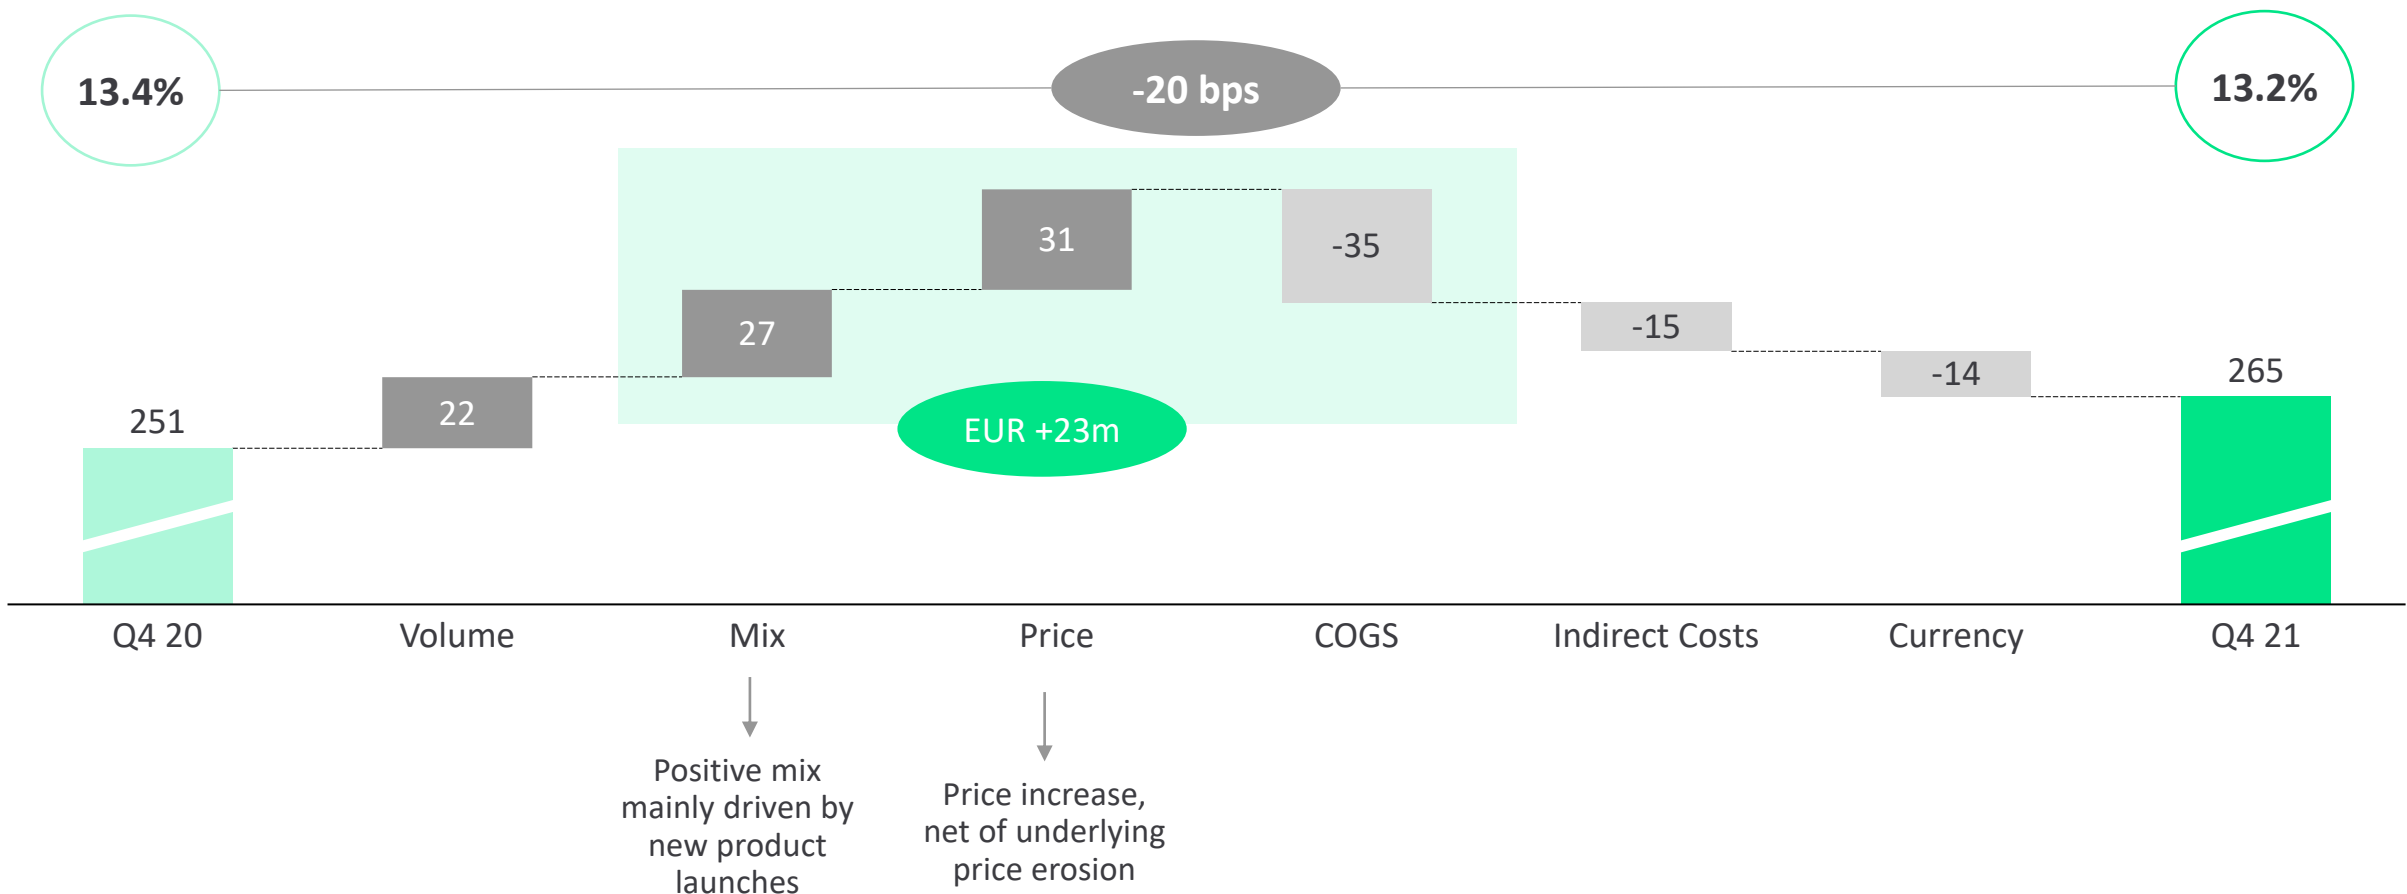 13.4%
-20 bps
13.2%
31
-35
27
-15
-14
265
251
22
EUR +23m
Q4 20
Volume
Mix
Price
COGS
Indirect Costs
Currency
Q4 21
Positive mix
mainly driven by
new product
launches
Price increase,
net of underlying
price erosion